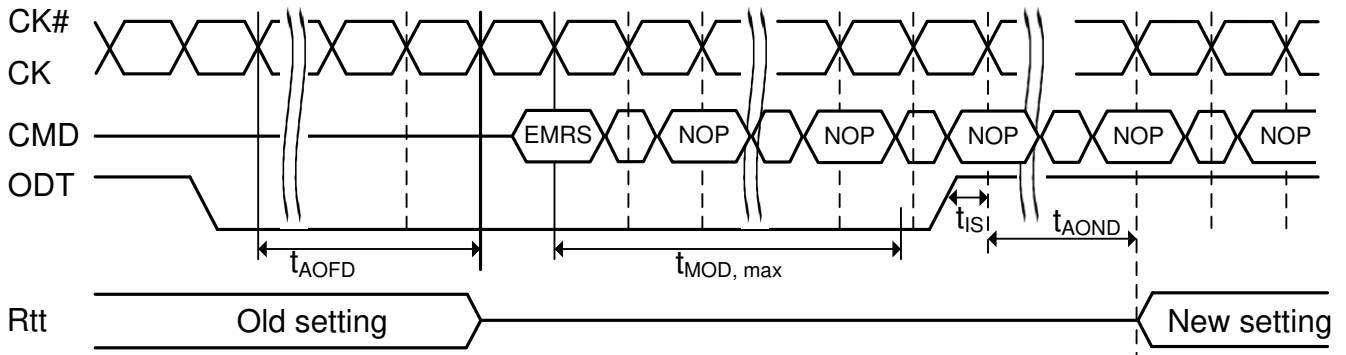 CK#
CK
CMD
EMRS
NOP
NOP
NOP
NOP
NOP
ODT
tIS
tAOND
tAOFD
tMOD, max
Rtt
Old setting
New setting